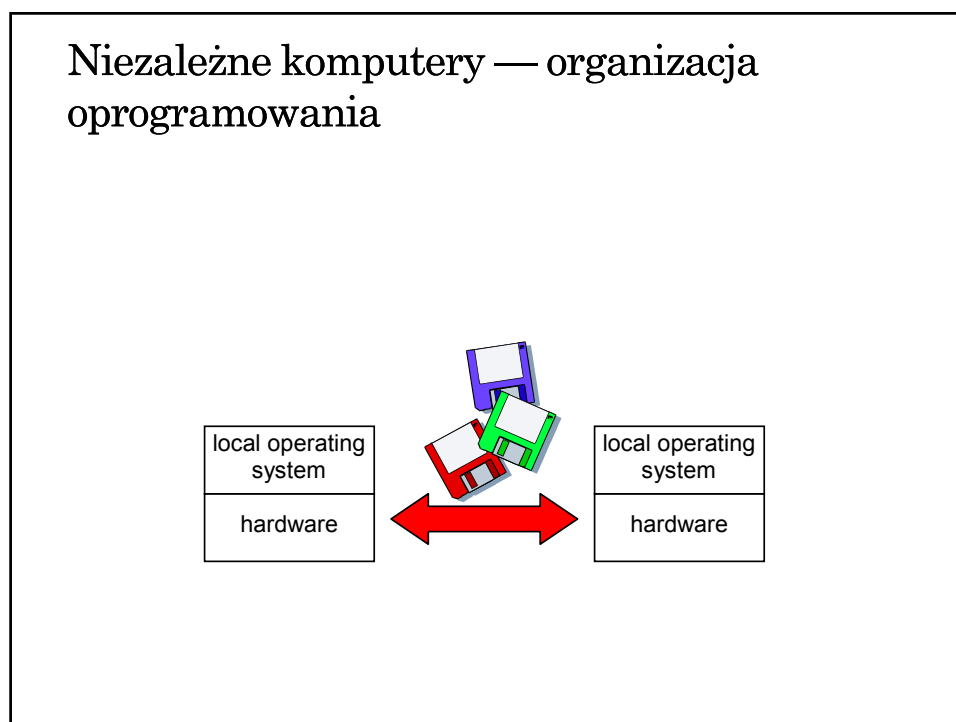 Niezależne komputery — organizacja
oprogramowania
local operating
system
hardware
local operating
system
hardware